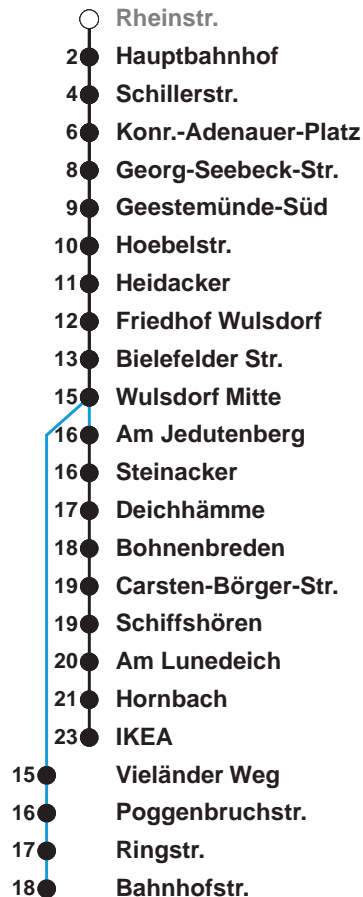 Rheinstr.
2 Hauptbahnhof
4 Schillerstr.
6 Konr.-Adenauer-Platz
8 Georg-Seebeck-Str.
9 Geestemünde-Süd
10 Hoebelstr.
11 Heidacker
12 Friedhof Wulsdorf
13 Bielefelder Str.
15 Wulsdorf Mitte
16 Am Jedutenberg
16 Steinacker
17 Deichhämme
18 Bohnenbreden
19 Carsten-Börger-Str.
19 Schiffshören
20 Am Lunedeich
21 Hornbach
23 IKEA
15 Vieländer Weg
16 Poggenbruchstr.
17 Ringstr.
18 Bahnhofstr.